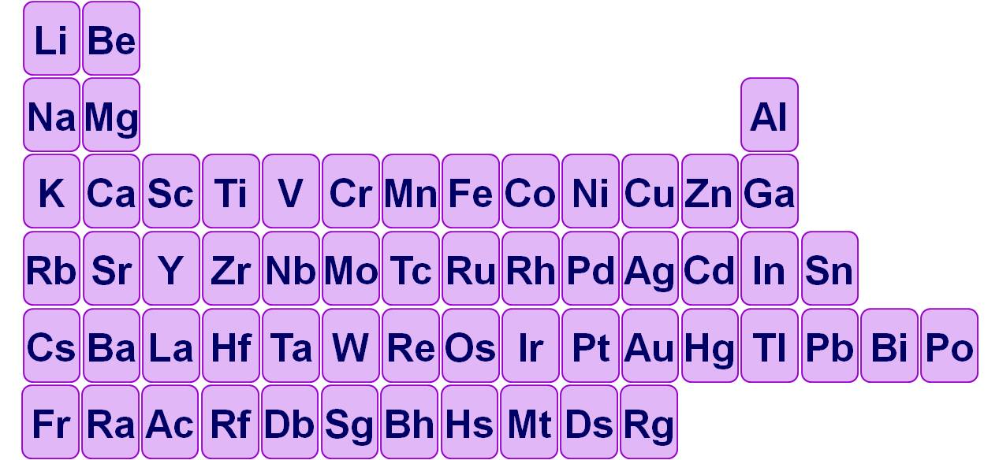 Li Be
Na Mg Al
K Ca Sc Ti V Cr Mn Fe Co Ni Cu Zn Ga
Rb Sr Y Zr Nb Mo Tc Ru Rh Pd Ag Cd In Sn
Cs Ba La Hf Ta W Re Os Ir Pt Au Hg Tl Pb Bi Po
Fr Ra Ac Rf Db Sg Bh Hs Mt Ds Rg